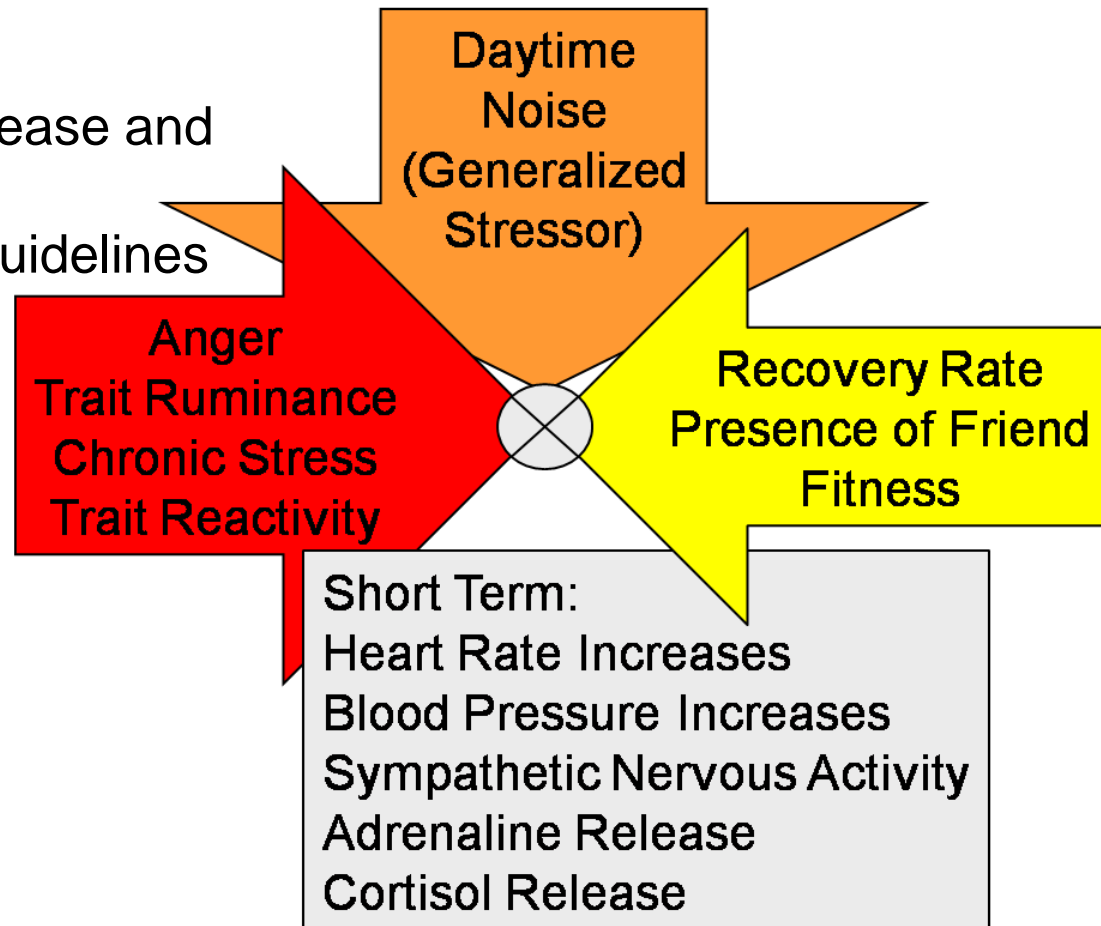 ease and
uidelines
Daytime
Noise
(Generalized
Stressor)
Anger
Trait Ruminance
Chronic Stress
Trait Reactivity
Recovery Rate
Presence of Friend
Fitness
Short Term:
Heart Rate Increases
Blood Pressure Increases
Sympathetic Nervous Activity
Adrenaline Release
Cortisol Release